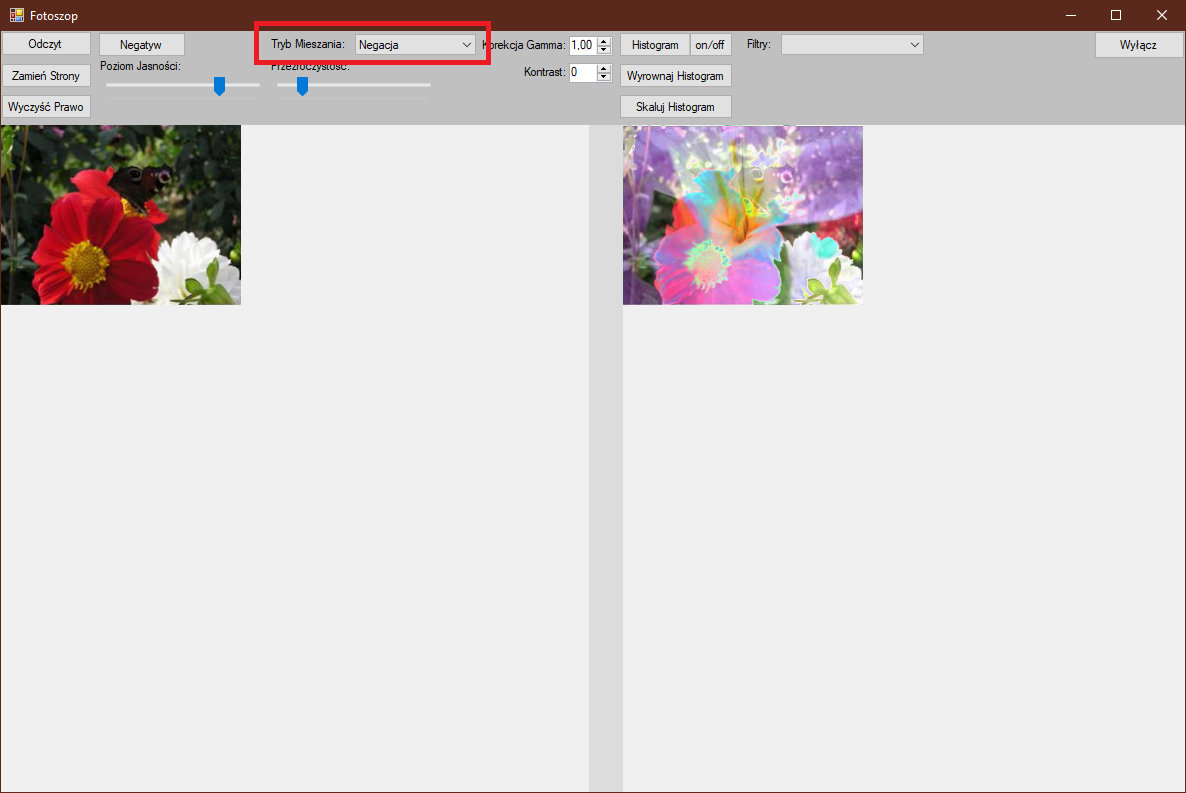 Fotoszop
Odczyt
Negatyw
Tryb Mieszania:
Negacja
Korekcja Gamma:
1,00
Histogram
on/off
Filtry:
Wyłącz
Zamień Strony
Poziom Jasności:
Przezroczystość:
Kontrast:
0
Wyrownaj Histogram
Wyczyść Prawo
Skaluj Histogram